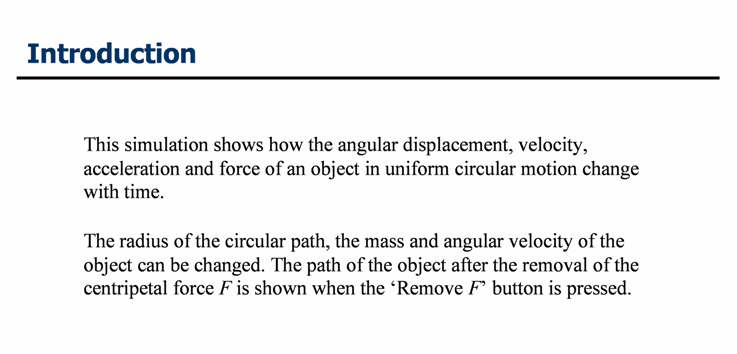 Introduction
This simulation shows how the angular displacement, velocity,
acceleration and force of an object in uniform circular motion change
with time.
The radius of the circular path, the mass and angular velocity of the
object can be changed. The path of the object after the removal of the
centripetal force F is shown when the ‘Remove F’ button is pressed.